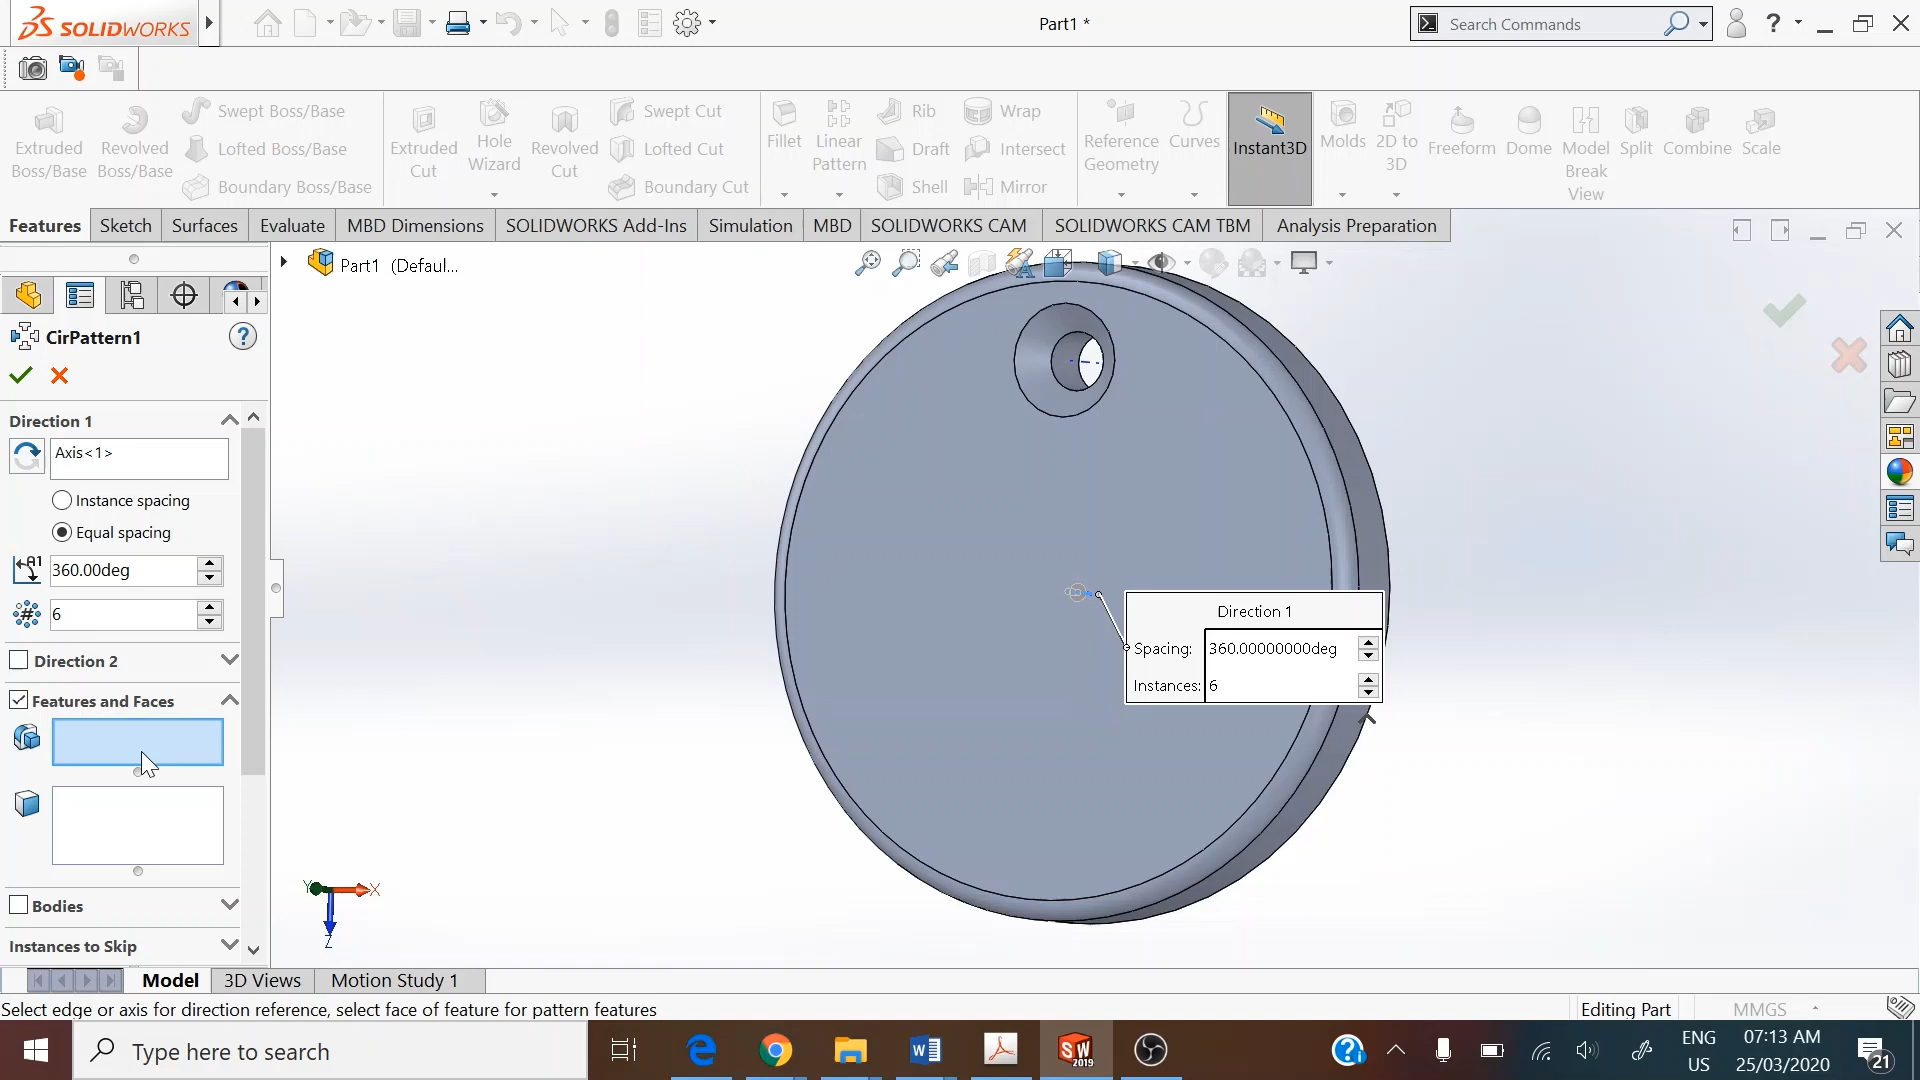 SOLIDWORKS
Part1 *
Search Commands
?
Extruded Boss/Base
Revolved Boss/Base
Swept Boss/Base
Lofted Boss/Base
Boundary Boss/Base
Extruded Cut
Hole Wizard
Revolved Cut
Swept Cut
Lofted Cut
Boundary Cut
Fillet
Linear Pattern
Rib
Draft
Shell
Wrap
Intersect
Mirror
Reference Geometry
Curves
Instant3D
Molds
2D to 3D
Freeform
Dome
Model Break View
Split
Combine
Scale
Features
Sketch
Surfaces
Evaluate
MBD Dimensions
SOLIDWORKS Add-Ins
Simulation
MBD
SOLIDWORKS CAM
SOLIDWORKS CAM TBM
Analysis Preparation
Part1 (Defaul...
CirPattern1
?
Direction 1
Axis<1>
Instance spacing
Equal spacing
360.00deg
6
Direction 2
Features and Faces
Bodies
Instances to Skip
Direction 1
Spacing: 360.00000000deg
Instances: 6
Y
X
Z
Model
3D Views
Motion Study 1
Select edge or axis for direction reference, select face of feature for pattern features
Editing Part
MMGS
Type here to search
SW
2019
ENG
US
07:13 AM
25/03/2020
21